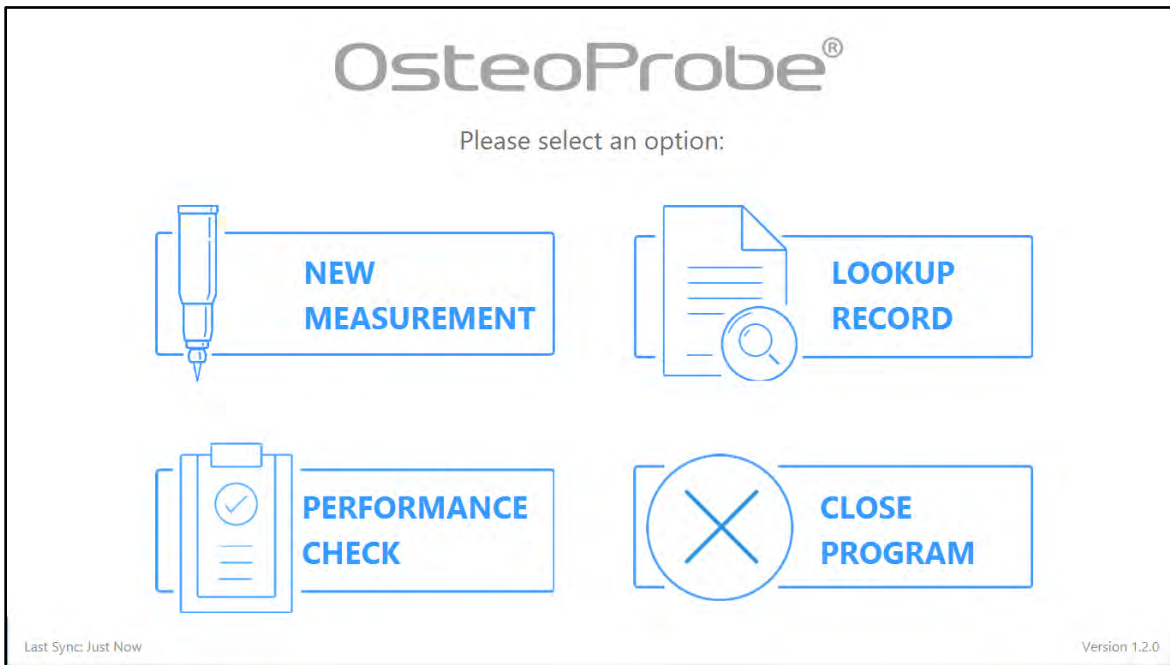 OsteoProbe®
Please select an option:
NEW
MEASUREMENT
LOOKUP
RECORD
PERFORMANCE
CHECK
CLOSE
PROGRAM
Last Sync: Just Now
Version 1.2.0